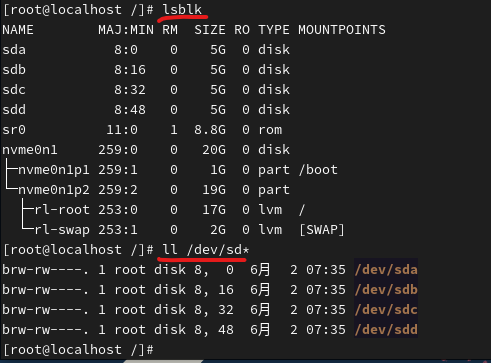 [root@localhost /]# lsblk
NAME        MAJ:MIN RM  SIZE RO TYPE MOUNTPOINTS
sda           8:0    0    5G  0 disk
sdb           8:16   0    5G  0 disk
sdc           8:32   0    5G  0 disk
sdd           8:48   0    5G  0 disk
sr0          11:0    1  8.8G  0 rom
nvme0n1     259:0    0   20G  0 disk
├─nvme0n1p1 259:1    0    1G  0 part /boot
└─nvme0n1p2 259:2    0   19G  0 part
  ├─rl-root 253:0    0   17G  0 lvm  /
  └─rl-swap 253:1    0    2G  0 lvm  [SWAP]
[root@localhost /]# ll /dev/sd*
brw-rw----. 1 root disk 8,  0  6月   2 07:35 /dev/sda
brw-rw----. 1 root disk 8, 16  6月   2 07:35 /dev/sdb
brw-rw----. 1 root disk 8, 32  6月   2 07:35 /dev/sdc
brw-rw----. 1 root disk 8, 48  6月   2 07:35 /dev/sdd
[root@localhost /]#